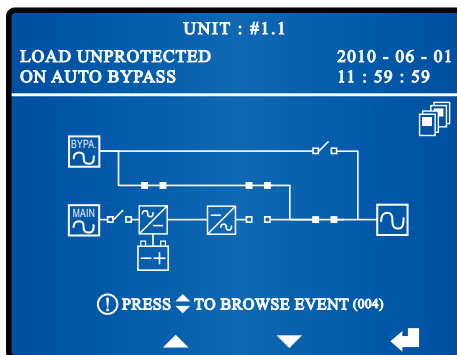 UNIT : #1.1
LOAD UNPROTECTED
2010 - 06 - 01
ON AUTO BYPASS
11 : 59 : 59
BYPA.
MAIN
PRESS TO BROWSE EVENT (004)